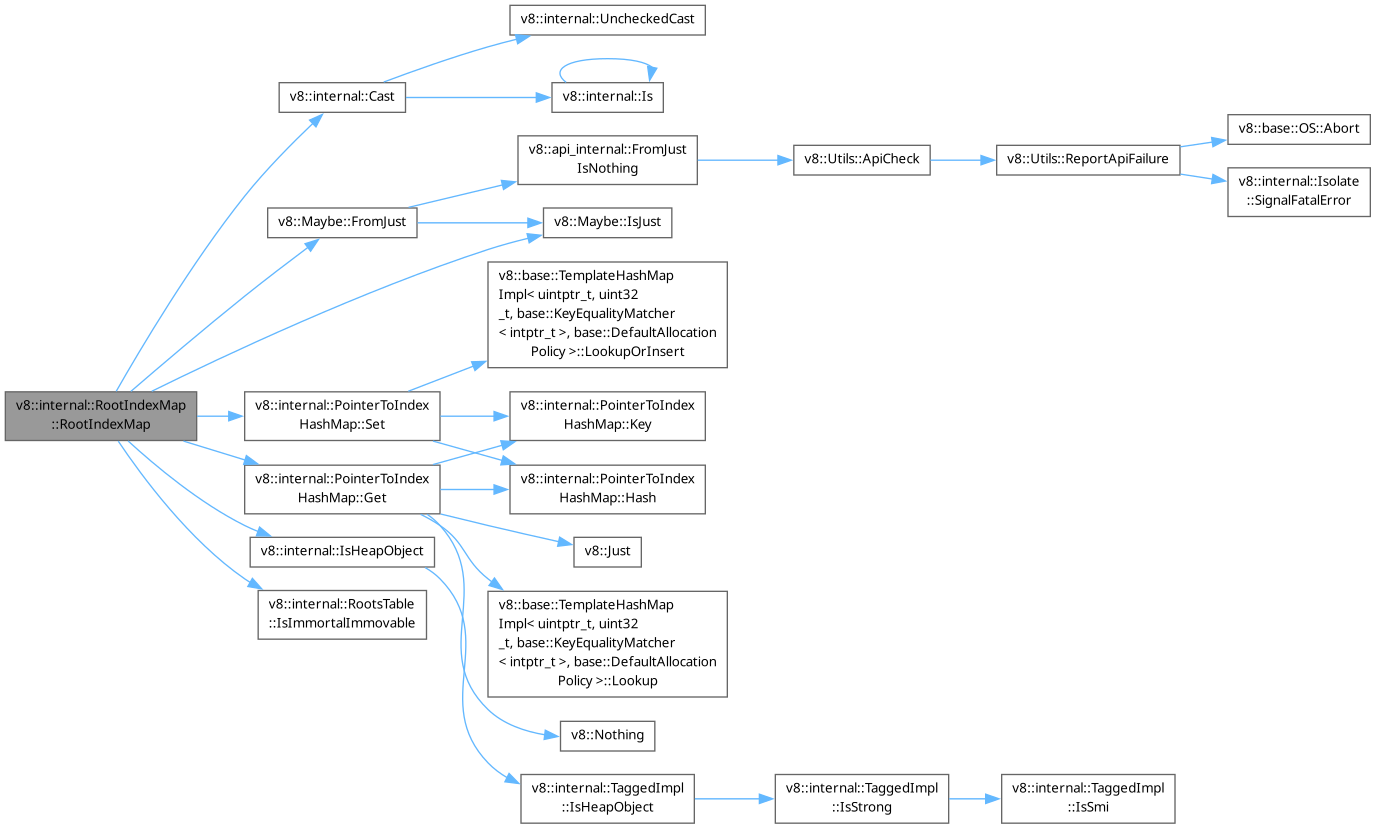 v8::internal::UncheckedCast
v8::internal::Cast
v8::internal::Is
v8::base::OS::Abort
v8::api_internal::FromJust
IsNothing
v8::Utils::ApiCheck
v8::Utils::ReportApiFailure
v8::internal::Isolate
::SignalFatalError
v8::Maybe::FromJust
v8::Maybe::IsJust
v8::base::TemplateHashMap
Impl< uintptr_t, uint32
_t, base::KeyEqualityMatcher
< intptr_t >, base::DefaultAllocation
Policy >::LookupOrInsert
v8::internal::RootIndexMap
::RootIndexMap
v8::internal::PointerToIndex
HashMap::Set
v8::internal::PointerToIndex
HashMap::Key
v8::internal::PointerToIndex
HashMap::Get
v8::internal::PointerToIndex
HashMap::Hash
v8::internal::IsHeapObject
v8::Just
v8::internal::RootsTable
::IsImmortalImmovable
v8::base::TemplateHashMap
Impl< uintptr_t, uint32
_t, base::KeyEqualityMatcher
< intptr_t >, base::DefaultAllocation
Policy >::Lookup
v8::Nothing
v8::internal::TaggedImpl
::IsHeapObject
v8::internal::TaggedImpl
::IsStrong
v8::internal::TaggedImpl
::IsSmi